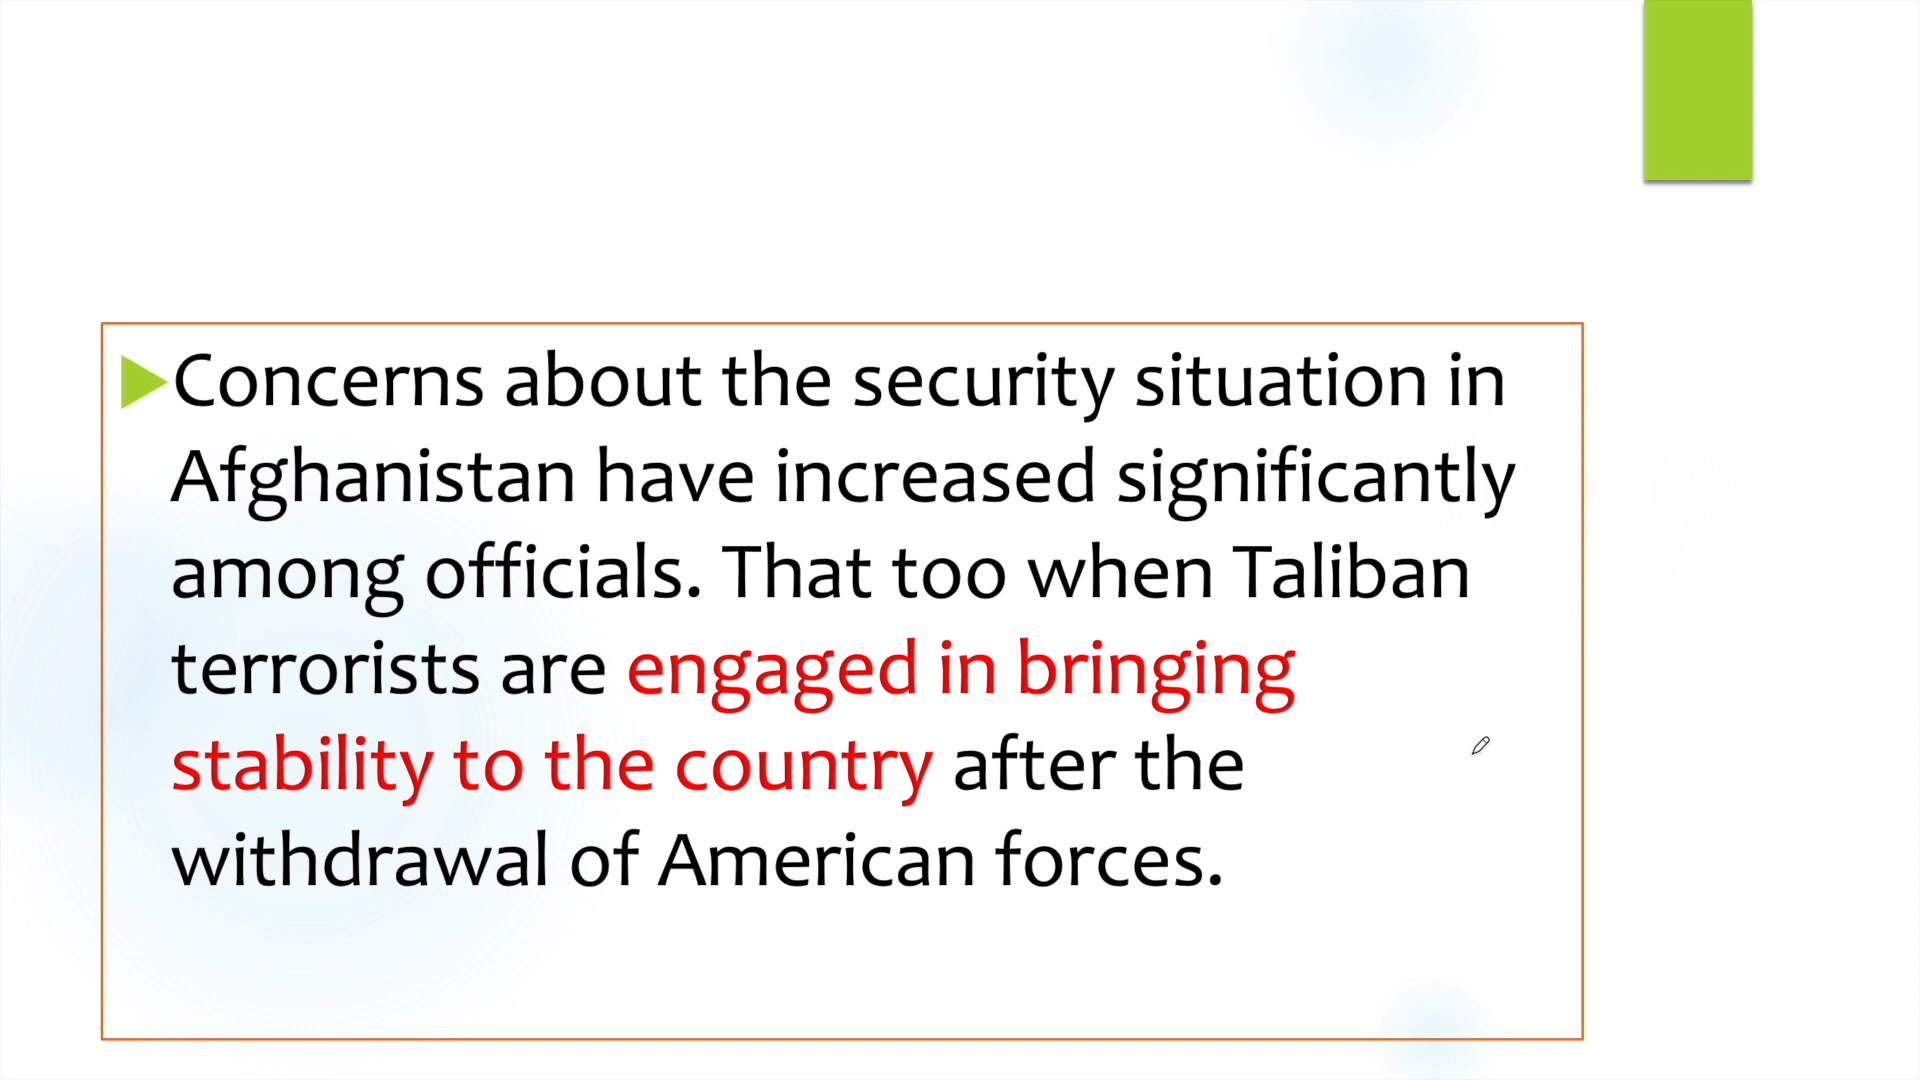 Concerns about the security situation in
Afghanistan have increased significantly
among officials. That too when Taliban
terrorists are engaged in bringing
stability to the country after the
withdrawal of American forces.